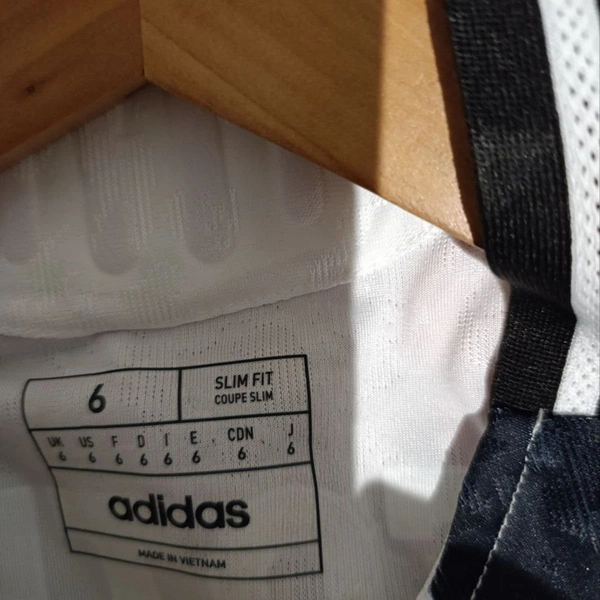 6
SLIM FIT
COUPE SLIM
UK US F D I E CDN J
6 6 6 6 6 6 6 6
adidas
MADE IN VIETNAM